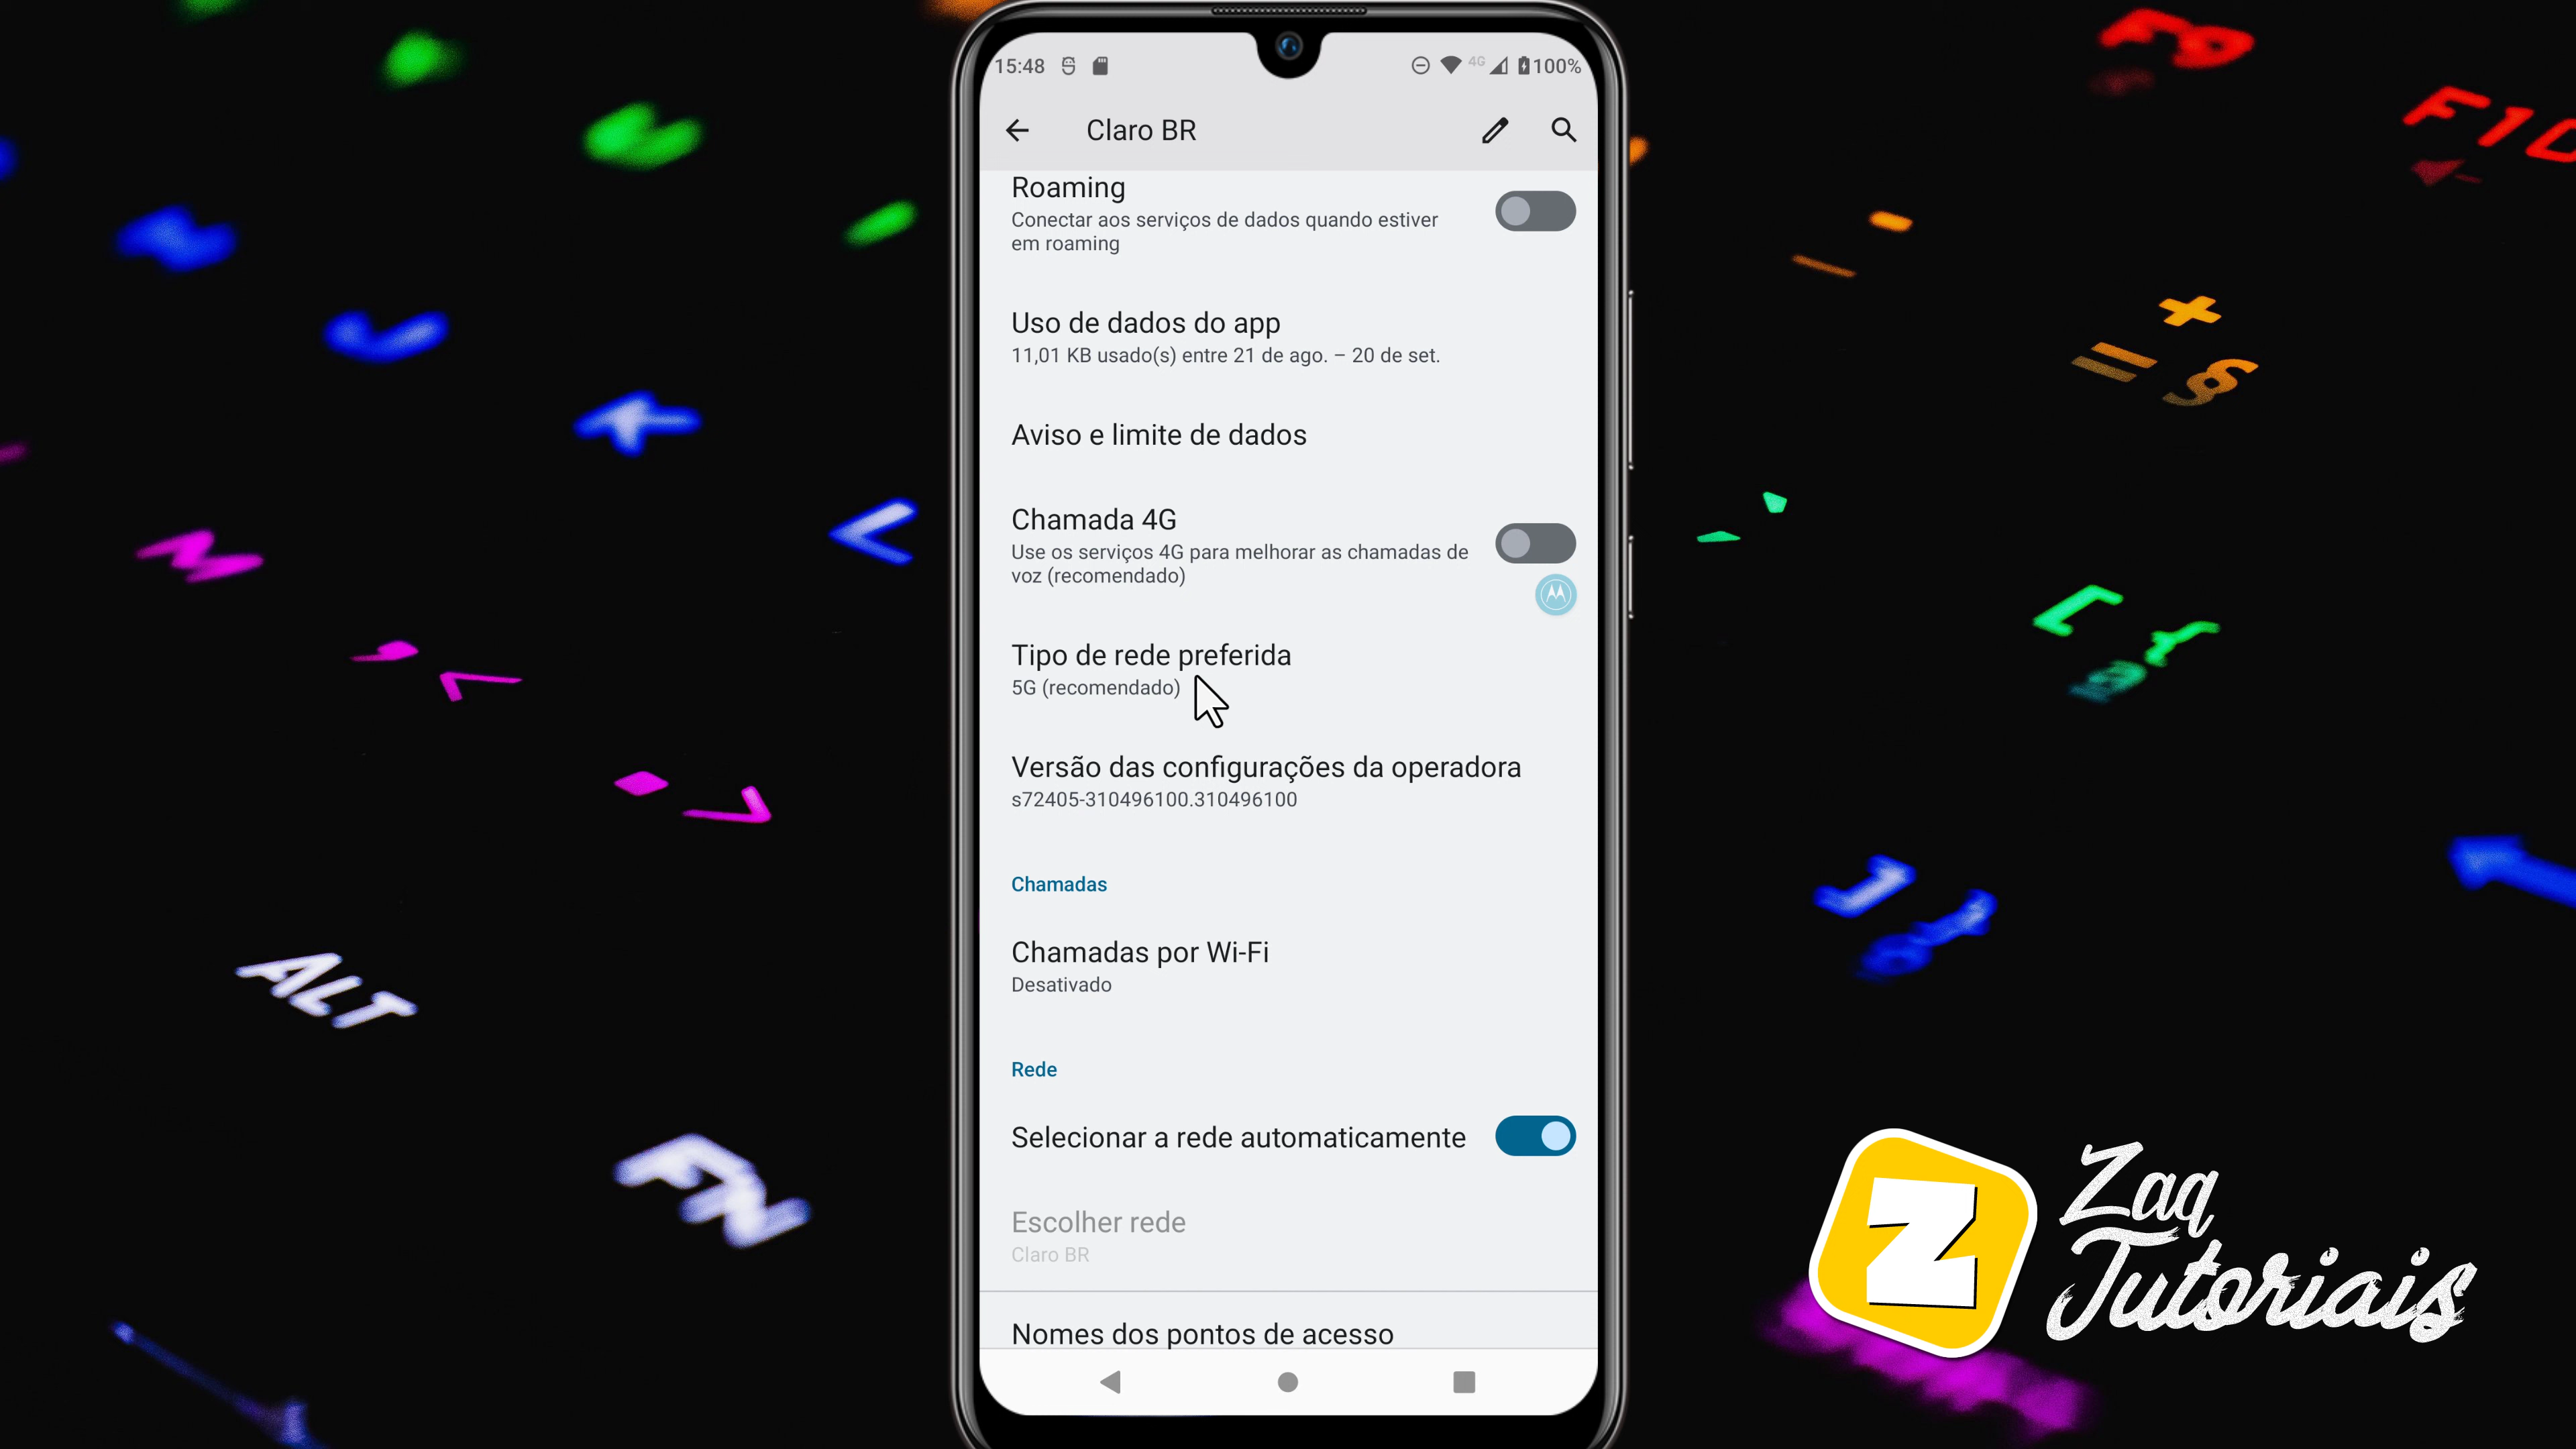 15:48
4G
100%
Claro BR
Roaming
Conectar aos serviços de dados quando estiver
em roaming
Uso de dados do app
11,01 KB usado(s) entre 21 de ago. – 20 de set.
Aviso e limite de dados
Chamada 4G
Use os serviços 4G para melhorar as chamadas de
voz (recomendado)
Tipo de rede preferida
5G (recomendado)
Versão das configurações da operadora
s72405-310496100.310496100
Chamadas
Chamadas por Wi-Fi
Desativado
Rede
Selecionar a rede automaticamente
Escolher rede
Claro BR
Nomes dos pontos de acesso
F9
F10
+
= §
M
<
ALT
FN
[
J
Z
Zaq
Tutoriais